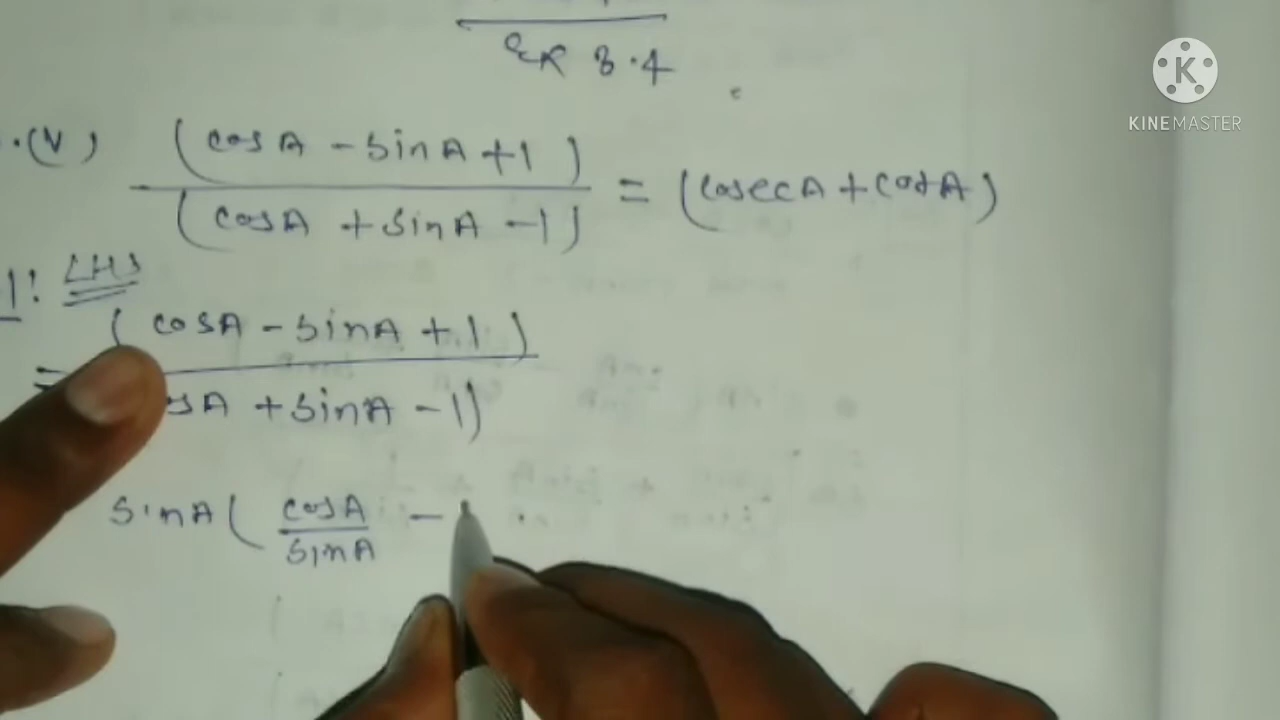 Ex 8.4
.(V) (cosA - sinA + 1) / (cosA + sinA - 1) = (cosecA + cotA)
LHS
= (cosA - sinA + 1)
sA + sinA - 1)
sinA ( cosA / sinA -
KINEMASTER